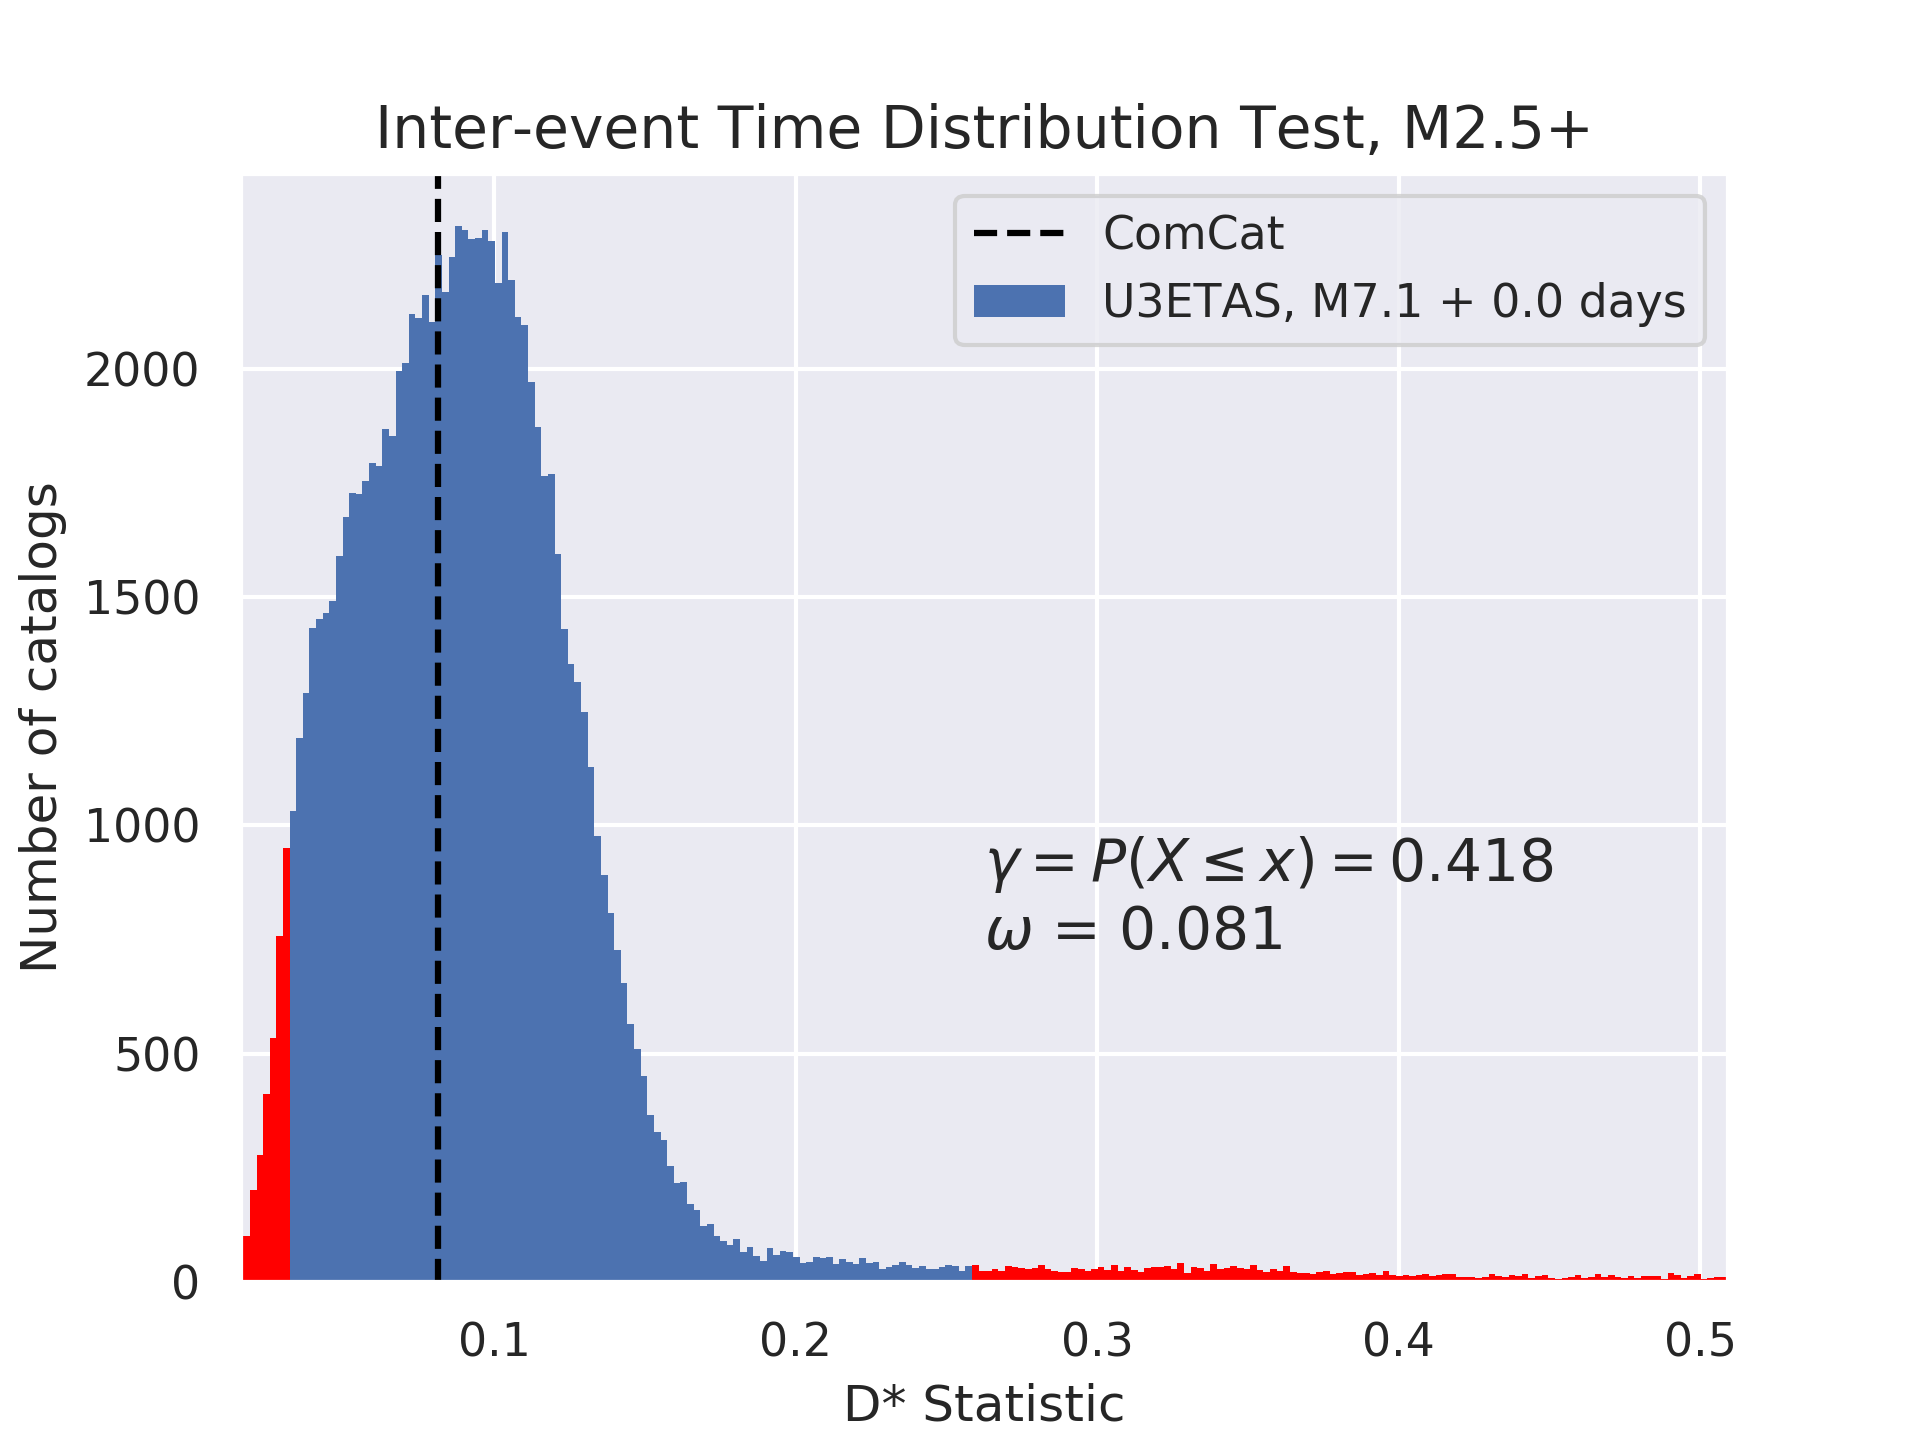 Inter-event Time Distribution Test, M2.5+
ComCat
U3ETAS, M7.1 + 0.0 days
Number of catalogs
2000
1500
1000
500
0
γ = P(X ≤ x) = 0.418
ω = 0.081
0.1 0.2 0.3 0.4 0.5
D* Statistic